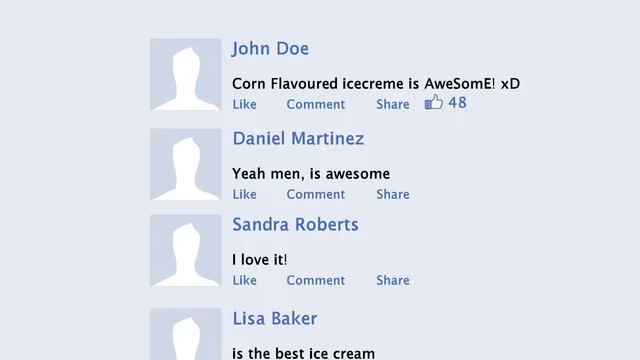 John Doe
Corn Flavoured icecreme is AweSomE! xD
Like Comment Share 48
Daniel Martinez
Yeah men, is awesome
Like Comment Share
Sandra Roberts
I love it!
Like Comment Share
Lisa Baker
is the best ice cream